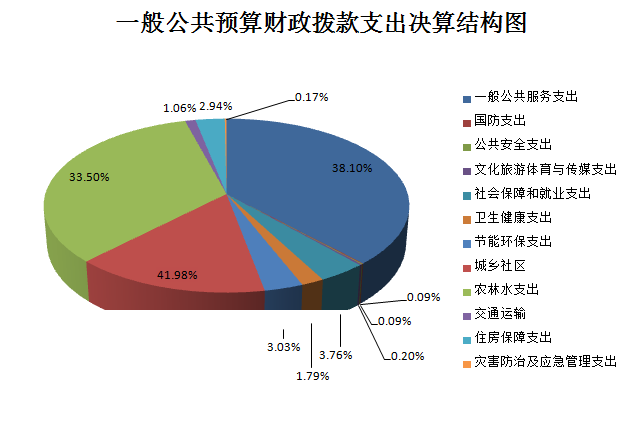 一般公共预算财政拨款支出决算结构图
1.06%
2.94%
0.17%
33.50%
38.10%
41.98%
0.09%
0.09%
0.20%
3.03%
3.76%
1.79%
一般公共服务支出
国防支出
公共安全支出
文化旅游体育与传媒支出
社会保障和就业支出
卫生健康支出
节能环保支出
城乡社区
农林水支出
交通运输
住房保障支出
灾害防治及应急管理支出